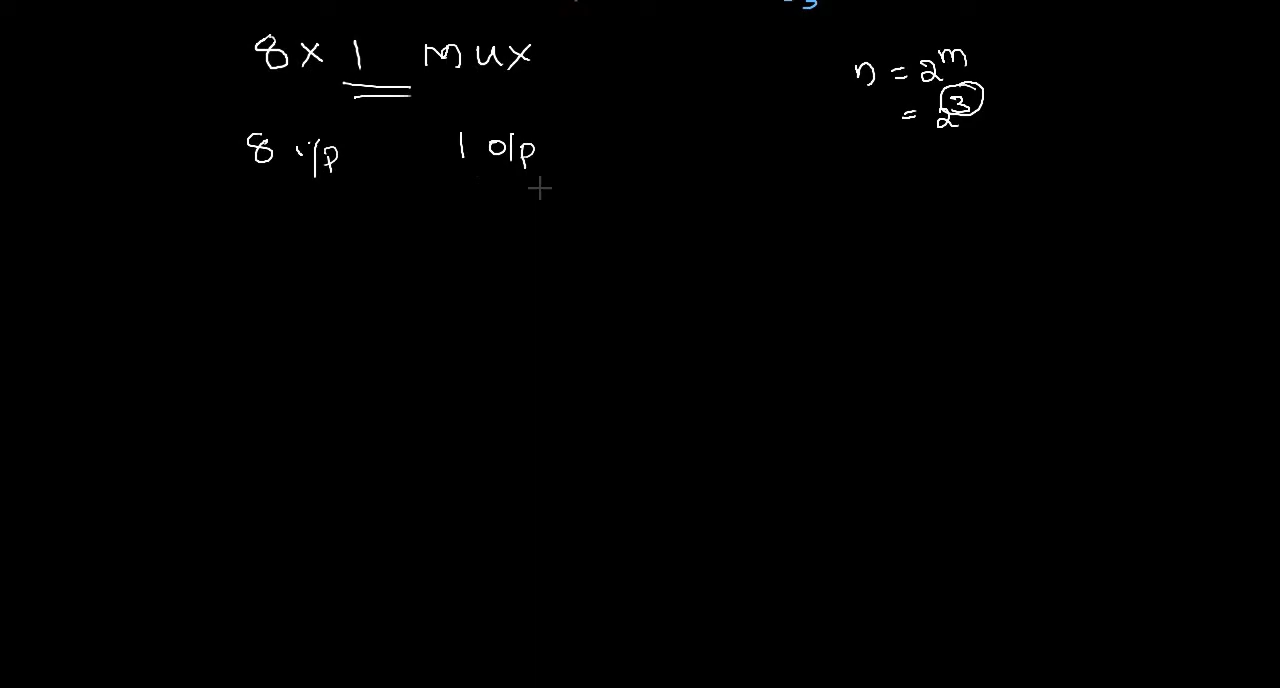 8 x 1 mux
n = 2^m
= 2^3
8 i/p 1 o/p